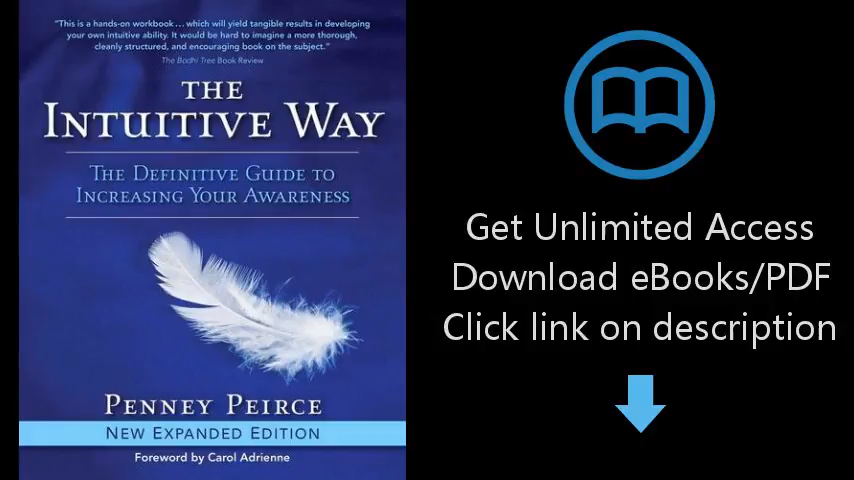 "This is a hands-on workbook...which will yield tangible results in developing
your own intuitive ability. It would be hard to imagine a more thorough,
cleanly structured, and encouraging book on the subject."
The Bodhi Tree Book Review
THE
INTUITIVE WAY
THE DEFINITIVE GUIDE TO
INCREASING YOUR AWARENESS
PENNEY PEIRCE
NEW EXPANDED EDITION
Foreword by Carol Adrienne
Get Unlimited Access
Download eBooks/PDF
Click link on description